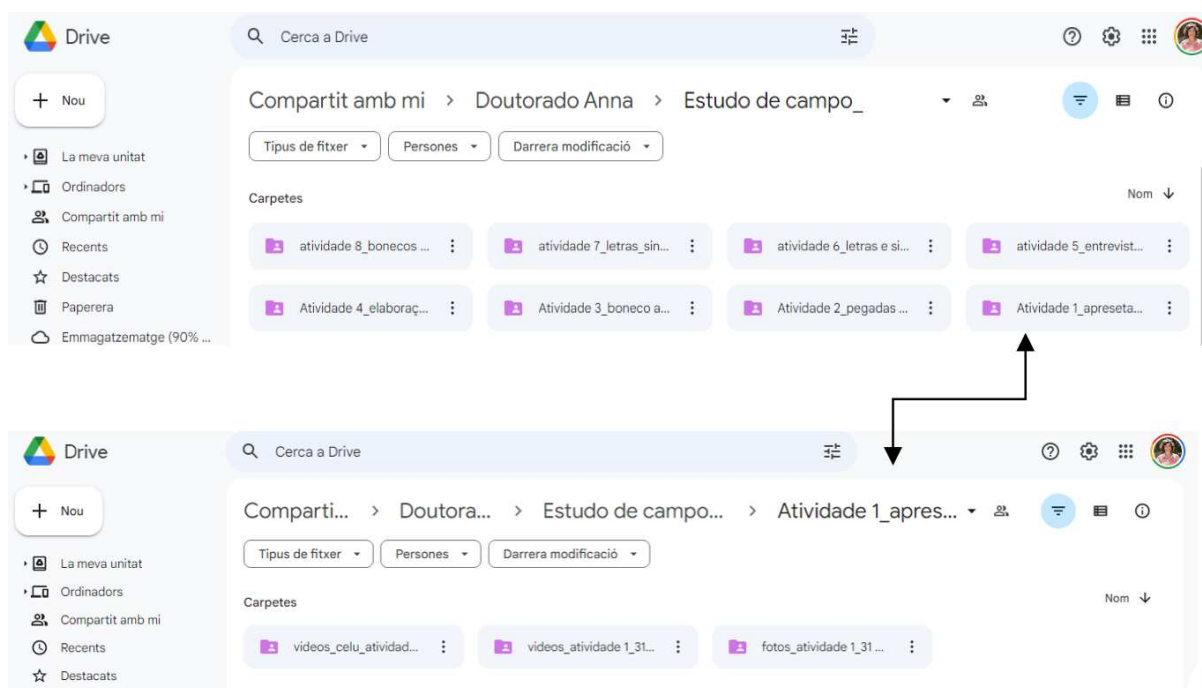 Drive
Cerca a Drive
Nou
Compartit amb mi > Doutorado Anna > Estudo de campo_
Tipus de fitxer Persones Darrera modificació
La meva unitat
Ordinadors
Compartit amb mi
Recents
Destacats
Paperera
Emmagatzematge (90% ...
Carpetes
Nom
atividade 8_bonecos ... atividade 7_letras_sin... atividade 6_letras e si... atividade 5_entrevist...
Atividade 4_elaboraç... Atividade 3_boneco a... Atividade 2_pegadas ... Atividade 1_apreseta...
Drive
Cerca a Drive
Nou
Comparti... > Doutora... > Estudo de campo... > Atividade 1_apres...
Tipus de fitxer Persones Darrera modificació
La meva unitat
Ordinadors
Compartit amb mi
Recents
Destacats
Carpetes
Nom
videos_celu_atividad... videos_atividade 1_31... fotos_atividade 1_31 ...